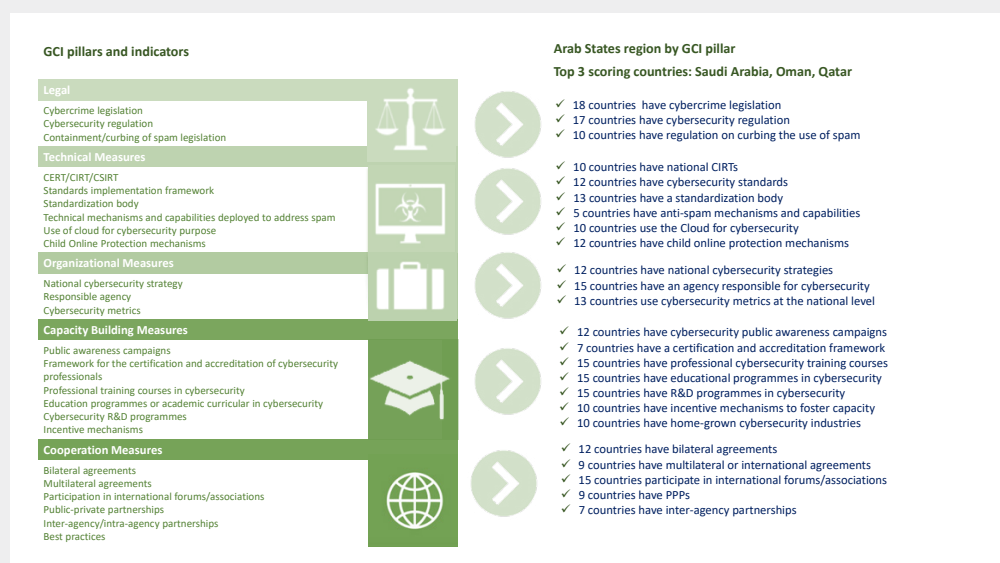 GCI pillars and indicators
Legal
Cybercrime legislation
Cybersecurity regulation
Containment/curbing of spam legislation
Technical Measures
CERT/CIRT/CSIRT
Standards implementation framework
Standardization body
Technical mechanisms and capabilities deployed to address spam
Use of cloud for cybersecurity purpose
Child Online Protection mechanisms
Organizational Measures
National cybersecurity strategy
Responsible agency
Cybersecurity metrics
Capacity Building Measures
Public awareness campaigns
Framework for the certification and accreditation of cybersecurity
professionals
Professional training courses in cybersecurity
Education programmes or academic curricular in cybersecurity
Cybersecurity R&D programmes
Incentive mechanisms
Cooperation Measures
Bilateral agreements
Multilateral agreements
Participation in international forums/associations
Public-private partnerships
Inter-agency/intra-agency partnerships
Best practices
Arab States region by GCI pillar
Top 3 scoring countries: Saudi Arabia, Oman, Qatar
✓ 18 countries have cybercrime legislation
✓ 17 countries have cybersecurity regulation
✓ 10 countries have regulation on curbing the use of spam
✓ 10 countries have national CIRTs
✓ 12 countries have cybersecurity standards
✓ 13 countries have a standardization body
✓ 5 countries have anti-spam mechanisms and capabilities
✓ 10 countries use the Cloud for cybersecurity
✓ 12 countries have child online protection mechanisms
✓ 12 countries have national cybersecurity strategies
✓ 15 countries have an agency responsible for cybersecurity
✓ 13 countries use cybersecurity metrics at the national level
✓ 12 countries have cybersecurity public awareness campaigns
✓ 7 countries have a certification and accreditation framework
✓ 15 countries have professional cybersecurity training courses
✓ 15 countries have educational programmes in cybersecurity
✓ 15 countries have R&D programmes in cybersecurity
✓ 10 countries have incentive mechanisms to foster capacity
✓ 10 countries have home-grown cybersecurity industries
✓ 12 countries have bilateral agreements
✓ 9 countries have multilateral or international agreements
✓ 15 countries participate in international forums/associations
✓ 9 countries have PPPs
✓ 7 countries have inter-agency partnerships